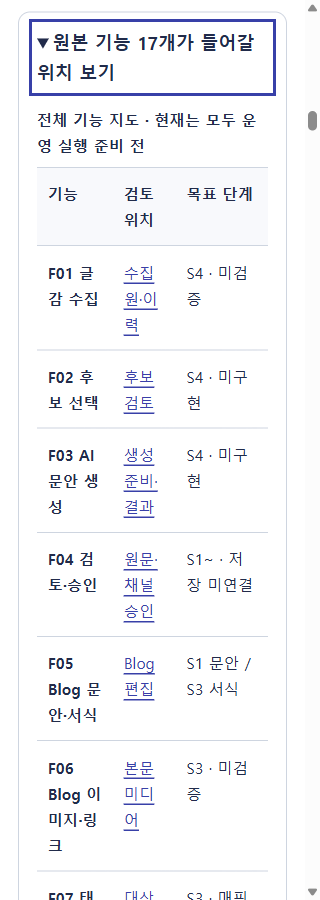 ▼원본 기능 17개가 들어갈
위치 보기
전체 기능 지도 · 현재는 모두 운
영 실행 준비 전
기능 검토 목표 단계
위치
F01 글 수집 S4 · 미검
감 수집 원·이 증
력
F02 후 후보 S4 · 미구
보 선택 검토 현
F03 AI 생성 S4 · 미구
문안 생 준비· 현
성 결과
F04 검 원문· S1~ · 저
토·승인 채널 장 미연결
승인
F05 Blog S1 문안 /
Blog 문 편집 S3 서식
안·서식
F06 본문 S3 · 미검
Blog 이 미디 증
미지·링 어
크
F07 태 대상 S3 · 매핑